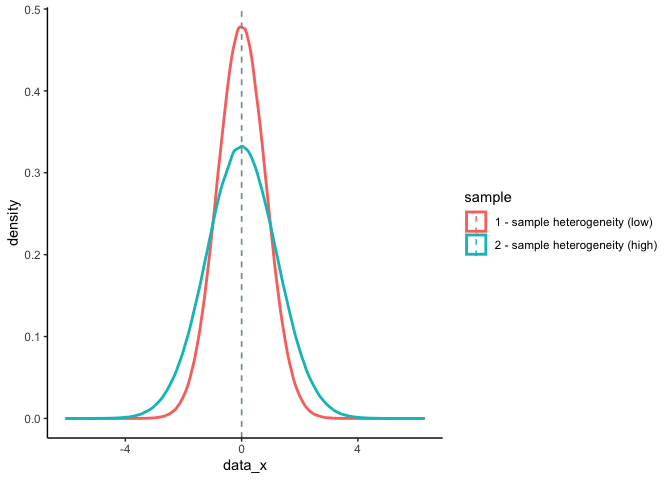 0.5
0.4
0.3
0.2
0.1
0.0
density
-4
0
4
data_x
sample
1 - sample heterogeneity (low)
2 - sample heterogeneity (high)